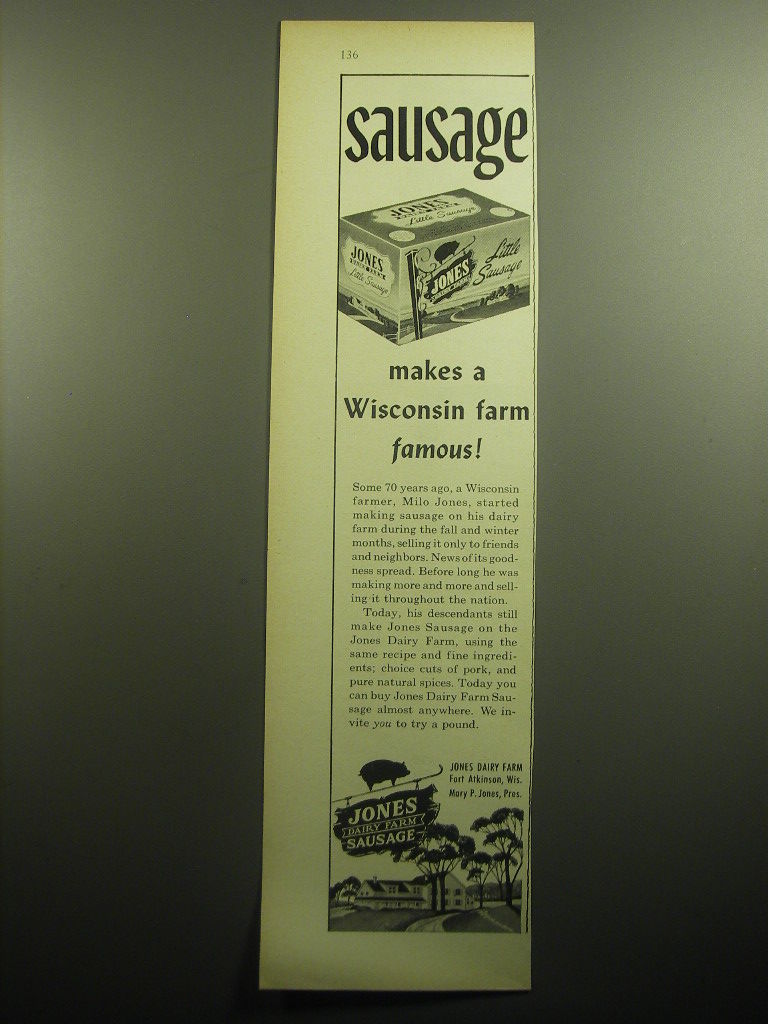 136
sausage
JONES
DAIRY FARM
Little Sausage
JONES
DAIRY FARM
Little Sausage
JONES
Little
Sausage
makes a
Wisconsin farm
famous!
Some 70 years ago, a Wisconsin
farmer, Milo Jones, started
making sausage on his dairy
farm during the fall and winter
months, selling it only to friends
and neighbors. News of its good-
ness spread. Before long he was
making more and more and sell-
ing it throughout the nation.
Today, his descendants still
make Jones Sausage on the
Jones Dairy Farm, using the
same recipe and fine ingredi-
ents; choice cuts of pork, and
pure natural spices. Today you
can buy Jones Dairy Farm Sau-
sage almost anywhere. We in-
vite you to try a pound.
JONES DAIRY FARM
Fort Atkinson, Wis.
Mary P. Jones, Pres.
JONES
DAIRY FARM
SAUSAGE